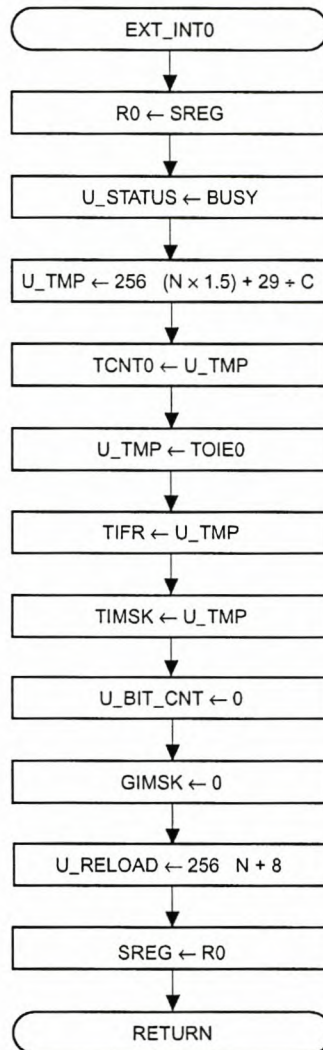 EXT_INT0
R0 ← SREG
U_STATUS ← BUSY
U_TMP ← 256 (N × 1.5) + 29 ÷ C
TCNT0 ← U_TMP
U_TMP ← TOIE0
TIFR ← U_TMP
TIMSK ← U_TMP
U_BIT_CNT ← 0
GIMSK ← 0
U_RELOAD ← 256 N + 8
SREG ← R0
RETURN